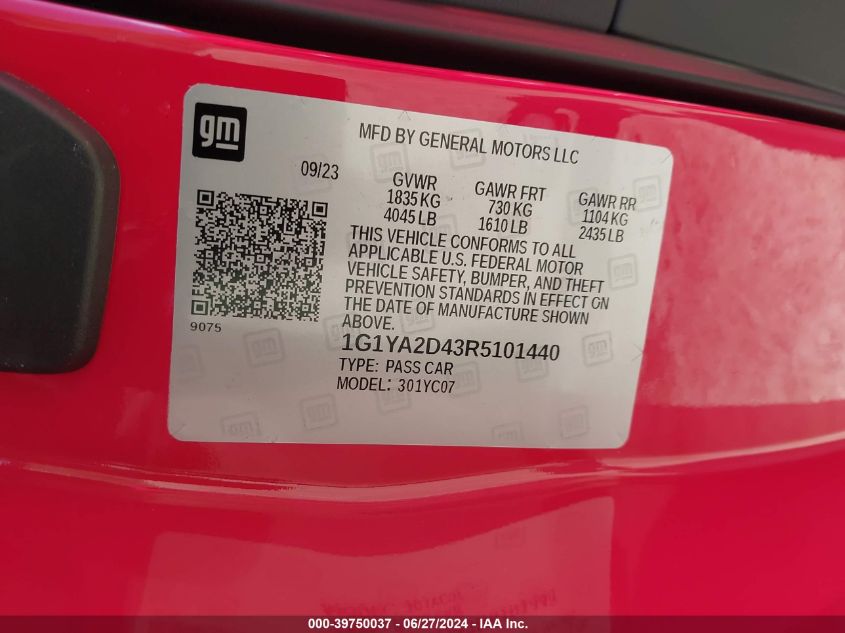 gm
MFD BY GENERAL MOTORS LLC
09/23
GVWR
1835 KG
4045 LB
GAWR FRT
730 KG
1610 LB
GAWR RR
1104 KG
2435 LB
THIS VEHICLE CONFORMS TO ALL
APPLICABLE U.S. FEDERAL MOTOR
VEHICLE SAFETY, BUMPER, AND THEFT
PREVENTION STANDARDS IN EFFECT ON
THE DATE OF MANUFACTURE SHOWN
ABOVE.
9075
1G1YA2D43R5101440
TYPE: PASS CAR
MODEL: 301YC07
000-39750037 - 06/27/2024 - IAA Inc.